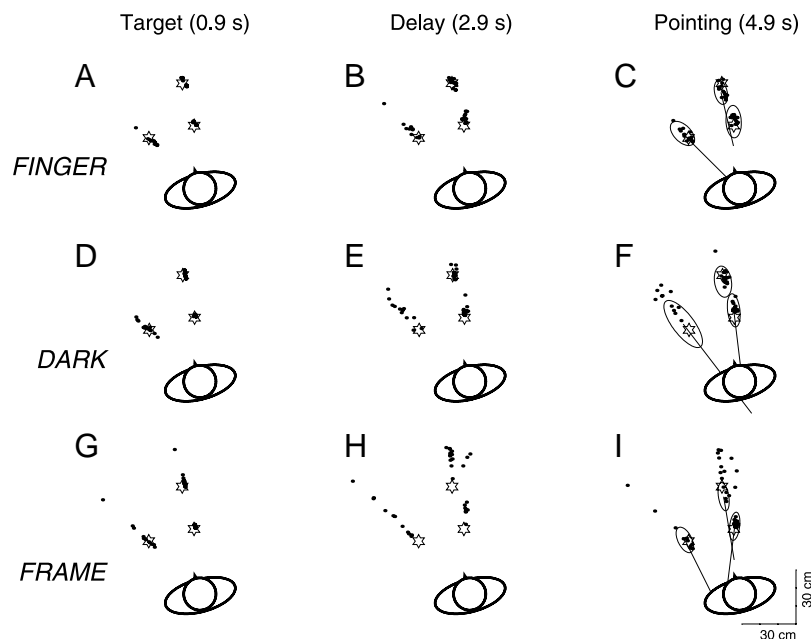 Target (0.9 s) Delay (2.9 s) Pointing (4.9 s)
A B C
FINGER
D E F
DARK
G H I
FRAME
30 cm
30 cm